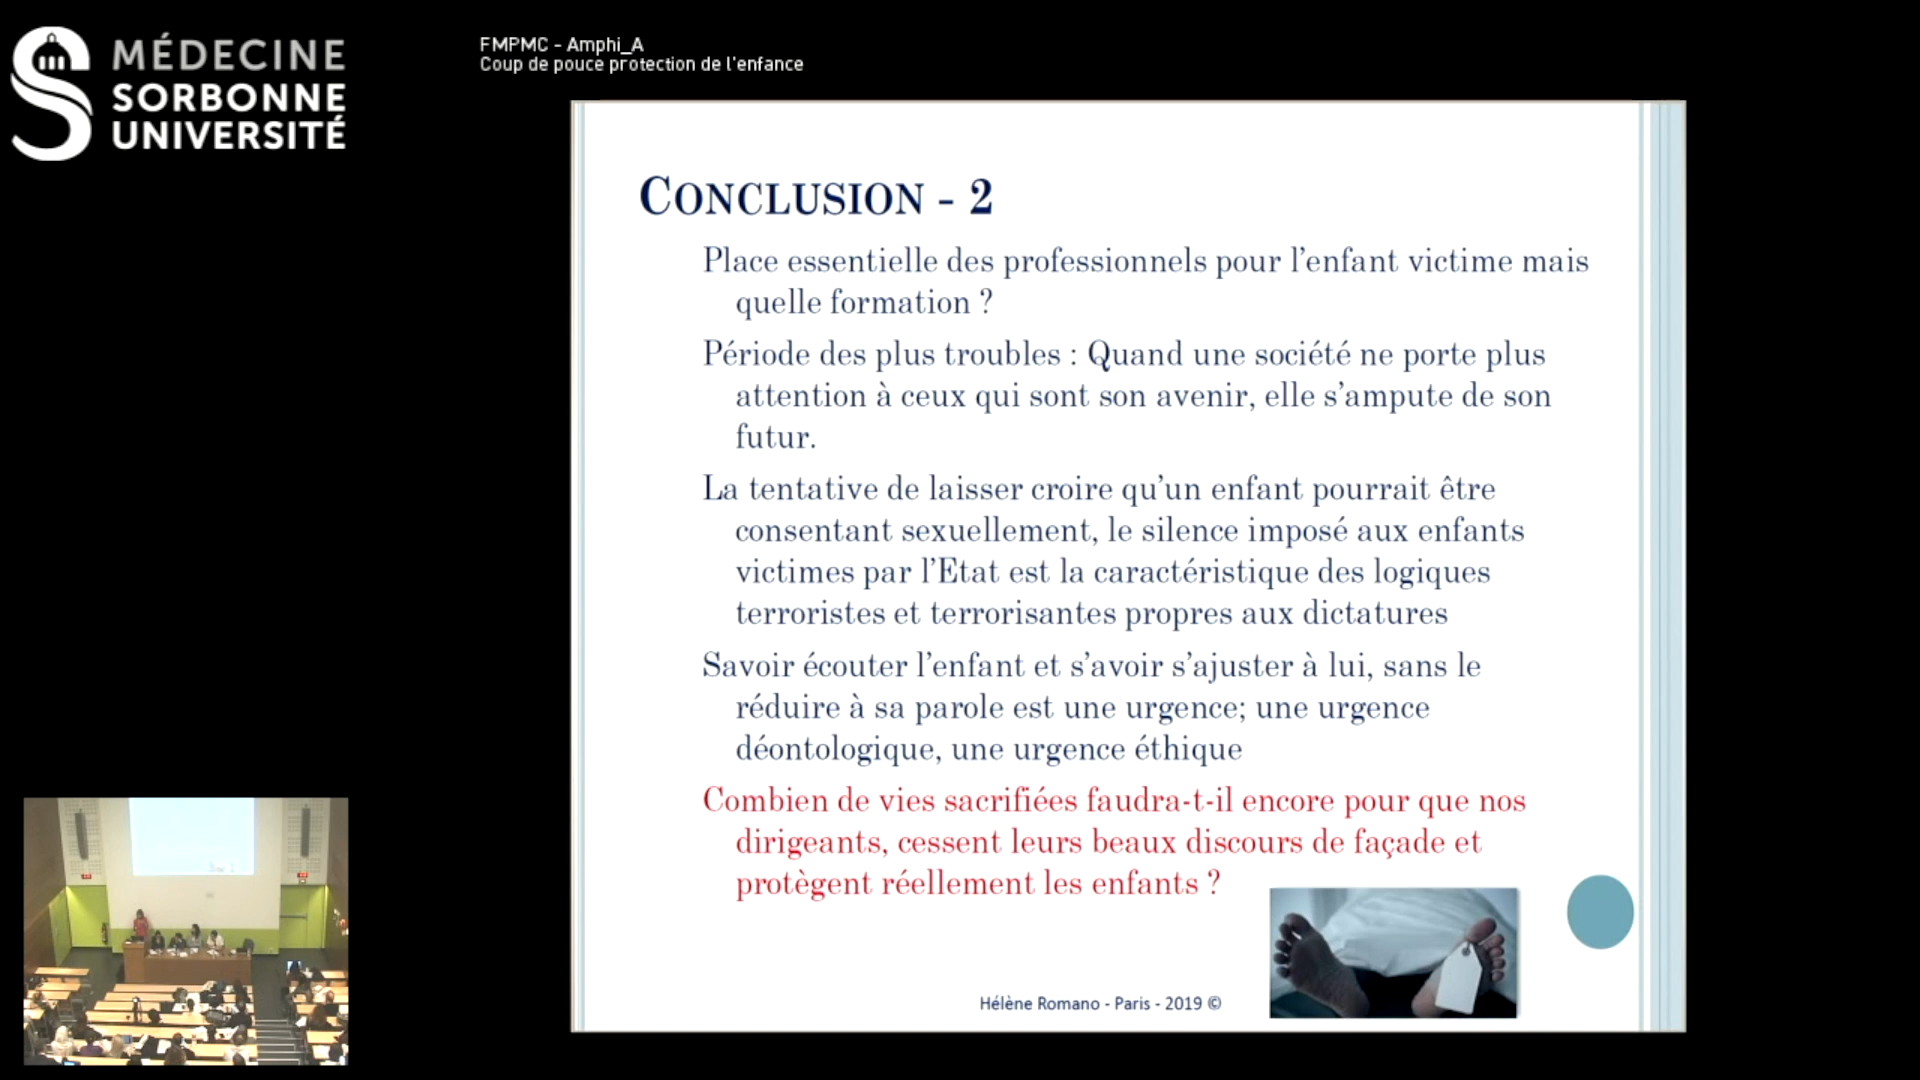 MÉDECINE
SORBONNE
UNIVERSITÉ
FMPMC - Amphi_A
Coup de pouce protection de l'enfance
CONCLUSION - 2
Place essentielle des professionnels pour l’enfant victime mais
quelle formation ?
Période des plus troubles : Quand une société ne porte plus
attention à ceux qui sont son avenir, elle s’ampute de son
futur.
La tentative de laisser croire qu’un enfant pourrait être
consentant sexuellement, le silence imposé aux enfants
victimes par l’Etat est la caractéristique des logiques
terroristes et terrorisantes propres aux dictatures
Savoir écouter l’enfant et s’avoir s’ajuster à lui, sans le
réduire à sa parole est une urgence; une urgence
déontologique, une urgence éthique
Combien de vies sacrifiées faudra-t-il encore pour que nos
dirigeants, cessent leurs beaux discours de façade et
protègent réellement les enfants ?
Hélène Romano - Paris - 2019 ©